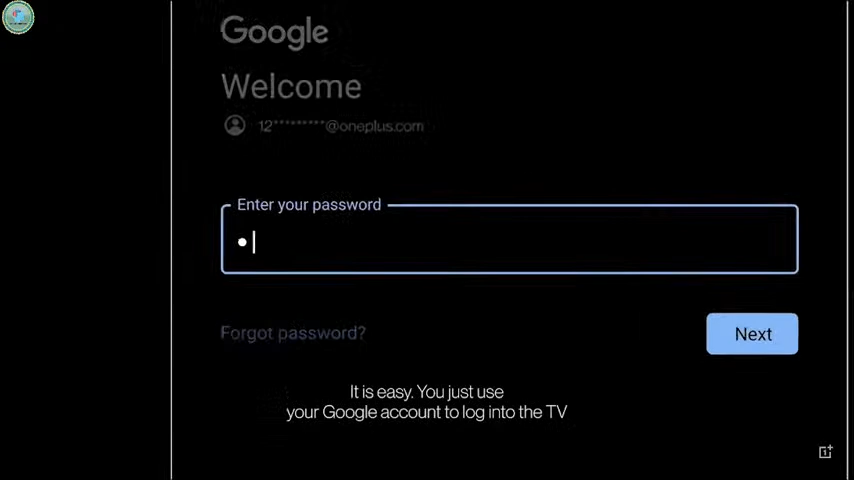 Google
Welcome
12*********@oneplus.com
Enter your password
Forgot password?
Next
It is easy. You just use
your Google account to log into the TV